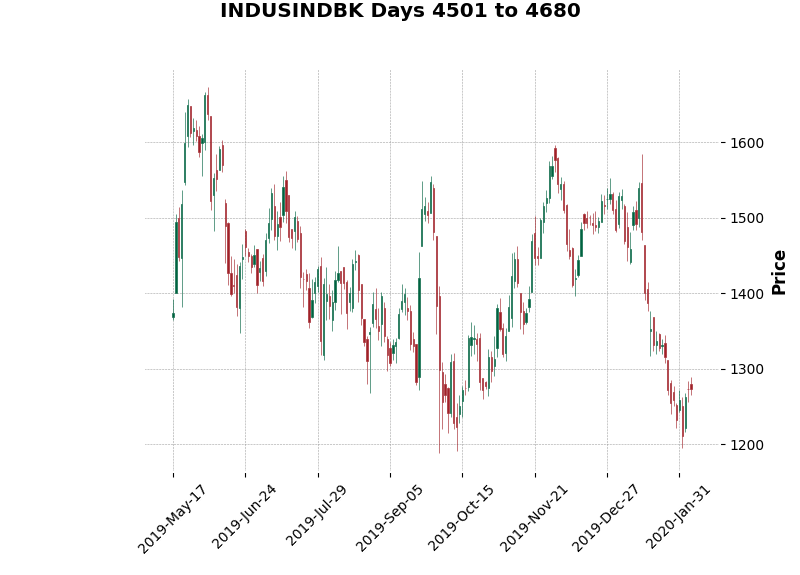 INDUSINDBK Days 4501 to 4680
1600
1500
1400
1300
1200
Price
2019-May-17
2019-Jun-24
2019-Jul-29
2019-Sep-05
2019-Oct-15
2019-Nov-21
2019-Dec-27
2020-Jan-31